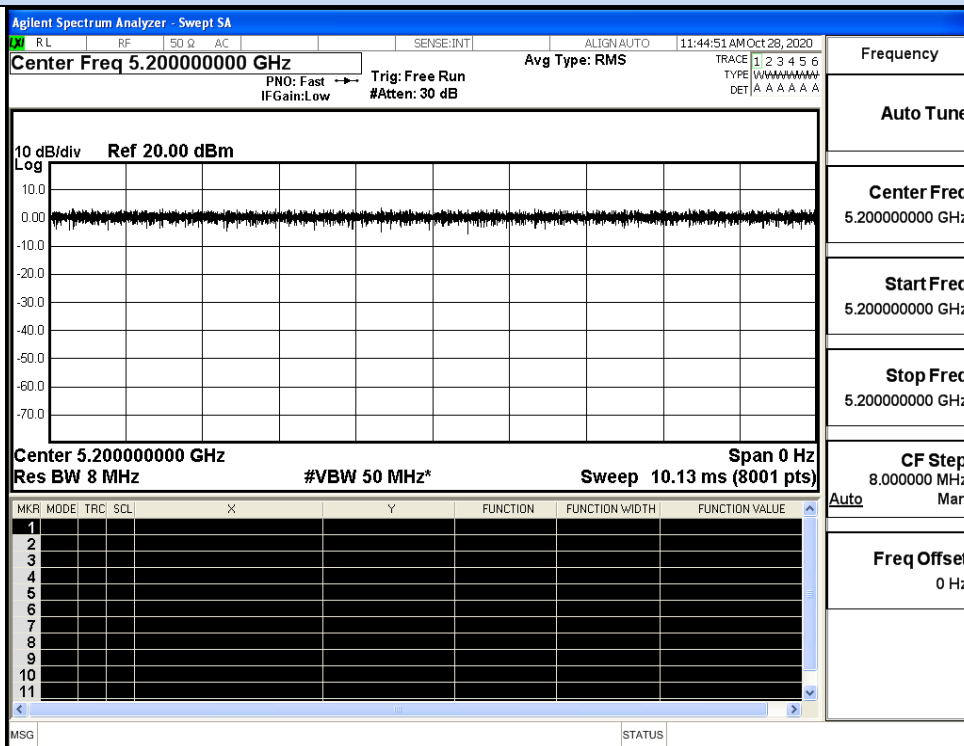 Agilent Spectrum Analyzer - Swept SA
LXI RL RF 50 Ω AC SENSE:INT ALIGN AUTO 11:44:51 AM Oct 28, 2020
Center Freq 5.200000000 GHz Avg Type: RMS TRACE 1 2 3 4 5 6
PNO: Fast Trig: Free Run TYPE WWWWWW
IFGain:Low #Atten: 30 dB DET A A A A A A
10 dB/div Ref 20.00 dBm
Log
10.0
0.00
-10.0
-20.0
-30.0
-40.0
-50.0
-60.0
-70.0
Center 5.200000000 GHz Span 0 Hz
Res BW 8 MHz #VBW 50 MHz* Sweep 10.13 ms (8001 pts)
MKR MODE TRC SCL X Y FUNCTION FUNCTION WIDTH FUNCTION VALUE
1
2
3
4
5
6
7
8
9
10
11
MSG STATUS
Frequency
Auto Tune
Center Freq
5.200000000 GHz
Start Freq
5.200000000 GHz
Stop Freq
5.200000000 GHz
CF Step
8.000000 MHz
Auto Man
Freq Offset
0 Hz